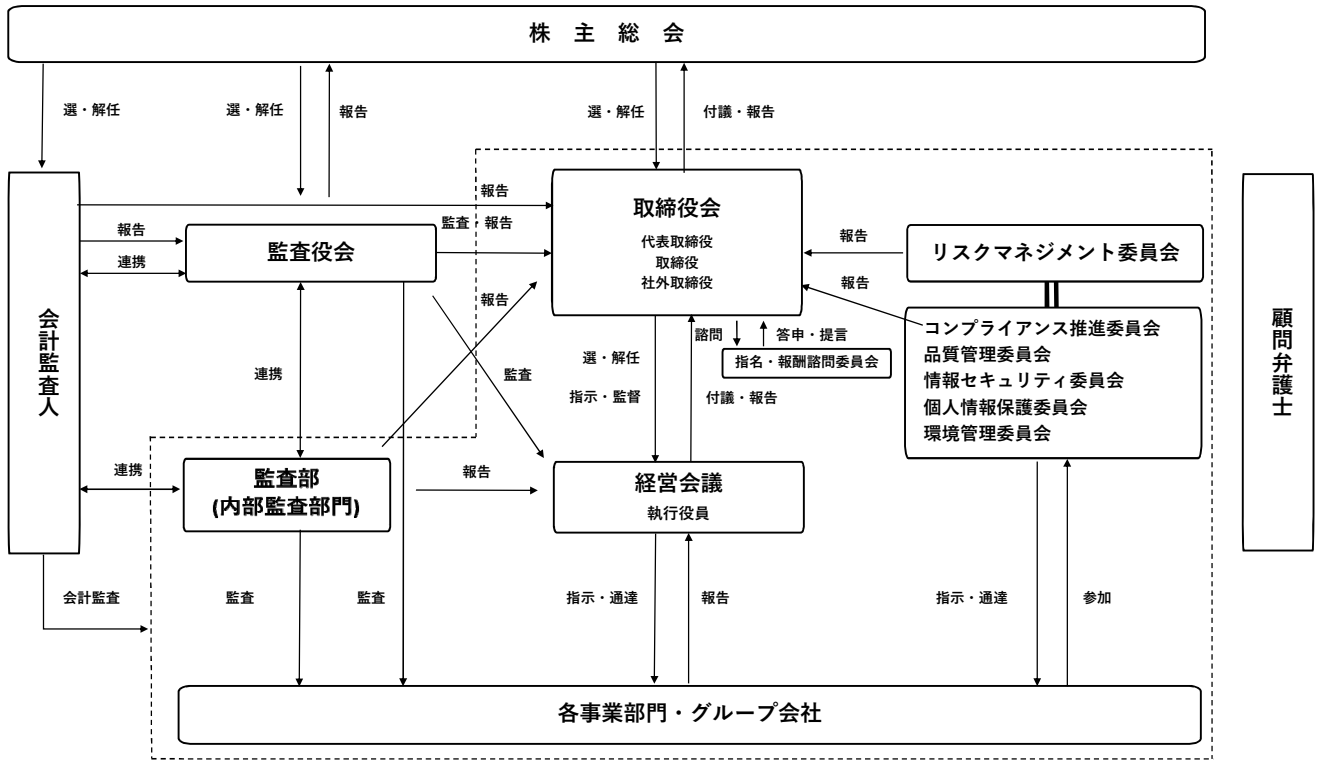 株 主 総 会
選・解任
選・解任
報告
選・解任
付議・報告
報告
監査・報告
報告
連携
監査役会
取締役会
代表取締役
取締役
社外取締役
報告
リスクマネジメント委員会
報告
報告
コンプライアンス推進委員会
品質管理委員会
情報セキュリティ委員会
個人情報保護委員会
環境管理委員会
会計監査人
顧問弁護士
諮問
答申・提言
指名・報酬諮問委員会
選・解任
指示・監督
付議・報告
連携
監査
連携
監査部
(内部監査部門)
報告
経営会議
執行役員
会計監査
監査
監査
指示・通達
報告
指示・通達
参加
各事業部門・グループ会社